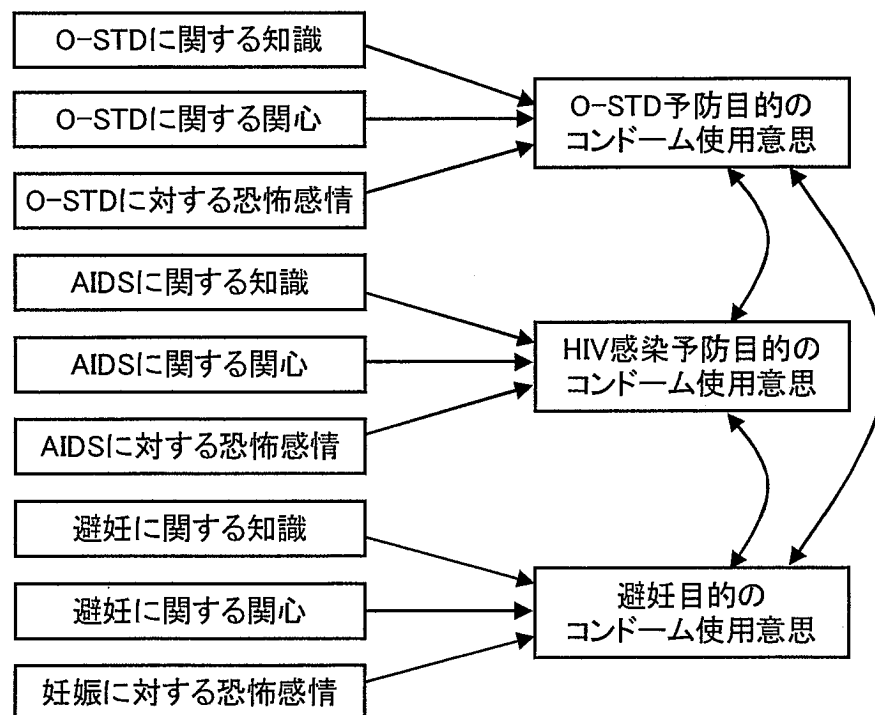 O-STDに関する知識
O-STDに関する関心
O-STDに対する恐怖感情
O-STD予防目的の
コンドーム使用意思
AIDSに関する知識
AIDSに関する関心
AIDSに対する恐怖感情
HIV感染予防目的の
コンドーム使用意思
避妊に関する知識
避妊に関する関心
妊娠に対する恐怖感情
避妊目的の
コンドーム使用意思